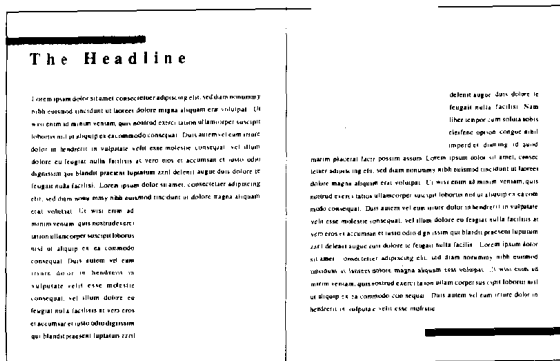 The Headline
Lorem ipsum dolor sit amet consectetuer adipiscing elit, sed diam nonummy
nibh euismod tincidunt ut laoreet dolore magna aliquam erat volutpat. Ut
wisi enim ad minim veniam, quis nostrud exerci tation ullamcorper suscipit
lobortis nisl ut aliquip ex ea commodo consequat. Duis autem vel eum iriure
dolor in hendrerit in vulputate velit esse molestie consequat, vel illum
dolore eu feugiat nulla facilisis at vero eros et accumsan et iusto odio
dignissim qui blandit praesent luptatum zzril delenit augue duis dolore te
feugait nulla facilisi. Lorem ipsum dolor sit amet, consectetuer adipiscing
elit, sed diam nonummy nibh euismod tincidunt ut laoreet dolore magna aliquam
erat volutpat. Ut wisi enim ad
minim veniam, quis nostrud exerci
tation ullamcorper suscipit lobortis
nisl ut aliquip ex ea commodo
consequat. Duis autem vel eum
iriure dolor in hendrerit in
vulputate velit esse molestie
consequat, vel illum dolore eu
feugiat nulla facilisis at vero eros
et accumsan et iusto odio dignissim
qui blandit praesent luptatum zzril
delenit augue duis dolore te
feugait nulla facilisi. Nam
liber tempor cum soluta nobis
eleifend option congue nihil
imperdiet doming id quod
mazim placerat facer possim assum. Lorem ipsum dolor sit amet, consec
tetuer adipiscing elit, sed diam nonummy nibh euismod tincidunt ut laoreet
dolore magna aliquam erat volutpat. Ut wisi enim ad minim veniam, quis
nostrud exerci tation ullamcorper suscipit lobortis nisl ut aliquip ex ea com
modo consequat. Duis autem vel eum iriure dolor in hendrerit in vulputate
velit esse molestie consequat, vel illum dolore eu feugiat nulla facilisis at
vero eros et accumsan et iusto odio dignissim qui blandit praesent luptatum
zzril delenit augue duis dolore te feugait nulla facilisi. Lorem ipsum dolor
sit amet consectetuer adipiscing elit, sed diam nonummy nibh euismod
tincidunt ut laoreet dolore magna aliquam erat volutpat. Ut wisi enim ad
minim veniam, quis nostrud exerci tation ullamcorper suscipit lobortis nisl
ut aliquip ex ea commodo consequat. Duis autem vel eum iriure dolor in
hendrerit in vulputate velit esse molestie